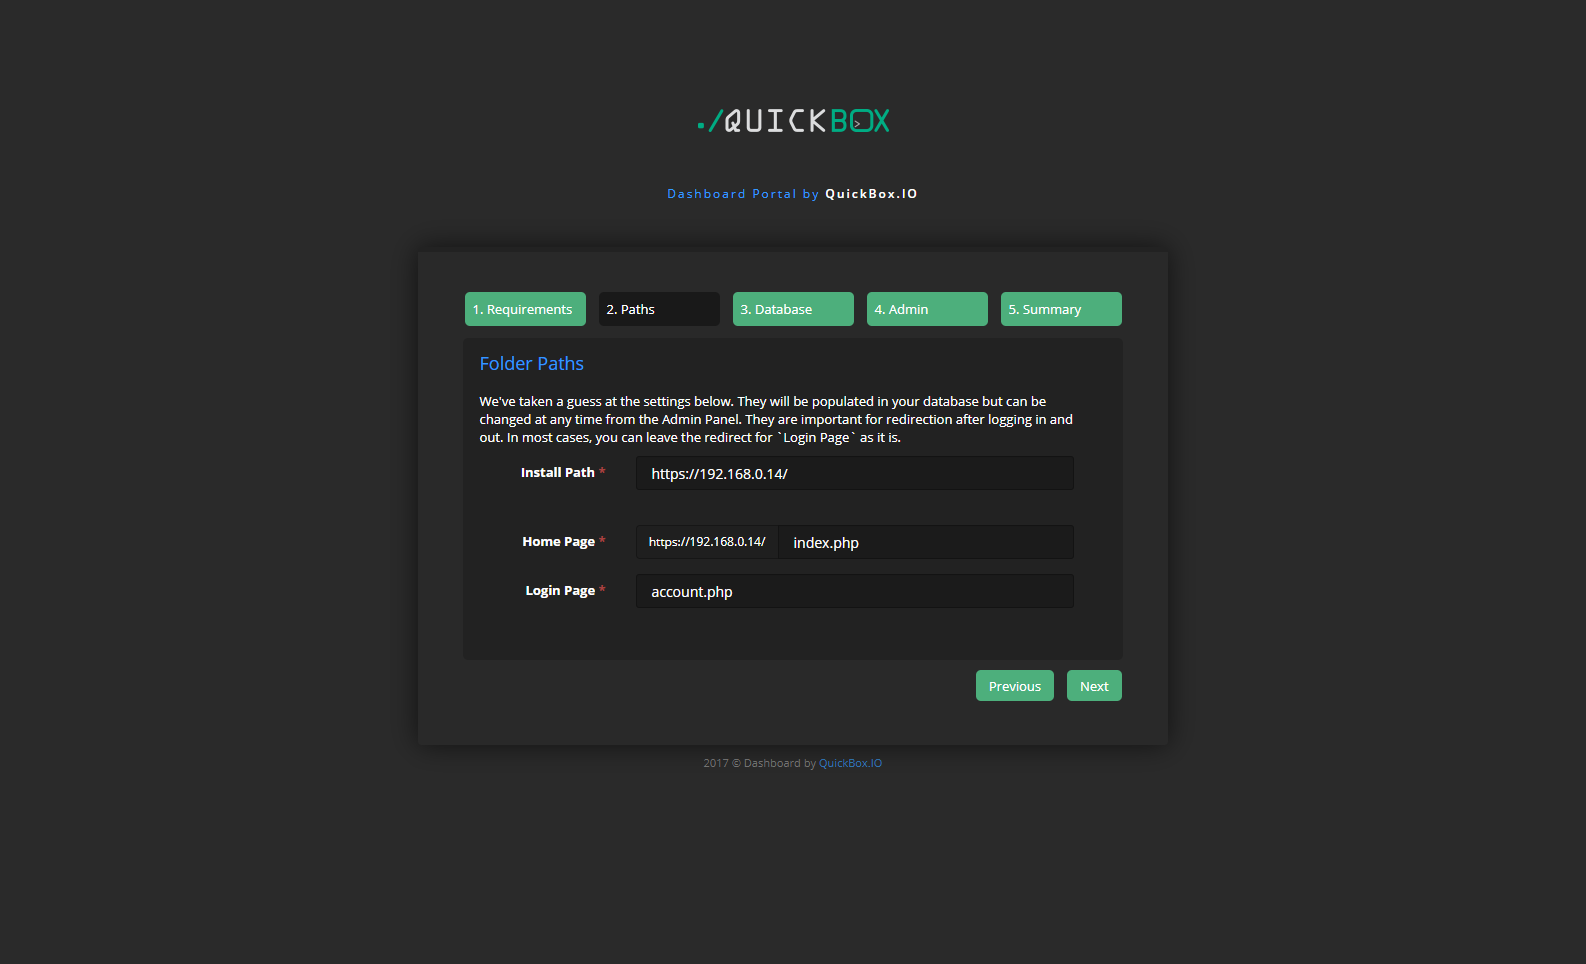 ./QUICKBOX
Dashboard Portal by QuickBox.IO
1. Requirements 2. Paths 3. Database 4. Admin 5. Summary
Folder Paths
We've taken a guess at the settings below. They will be populated in your database but can be
changed at any time from the Admin Panel. They are important for redirection after logging in and
out. In most cases, you can leave the redirect for `Login Page` as it is.
Install Path * https://192.168.0.14/
Home Page * https://192.168.0.14/ index.php
Login Page * account.php
Previous Next
2017 © Dashboard by QuickBox.IO